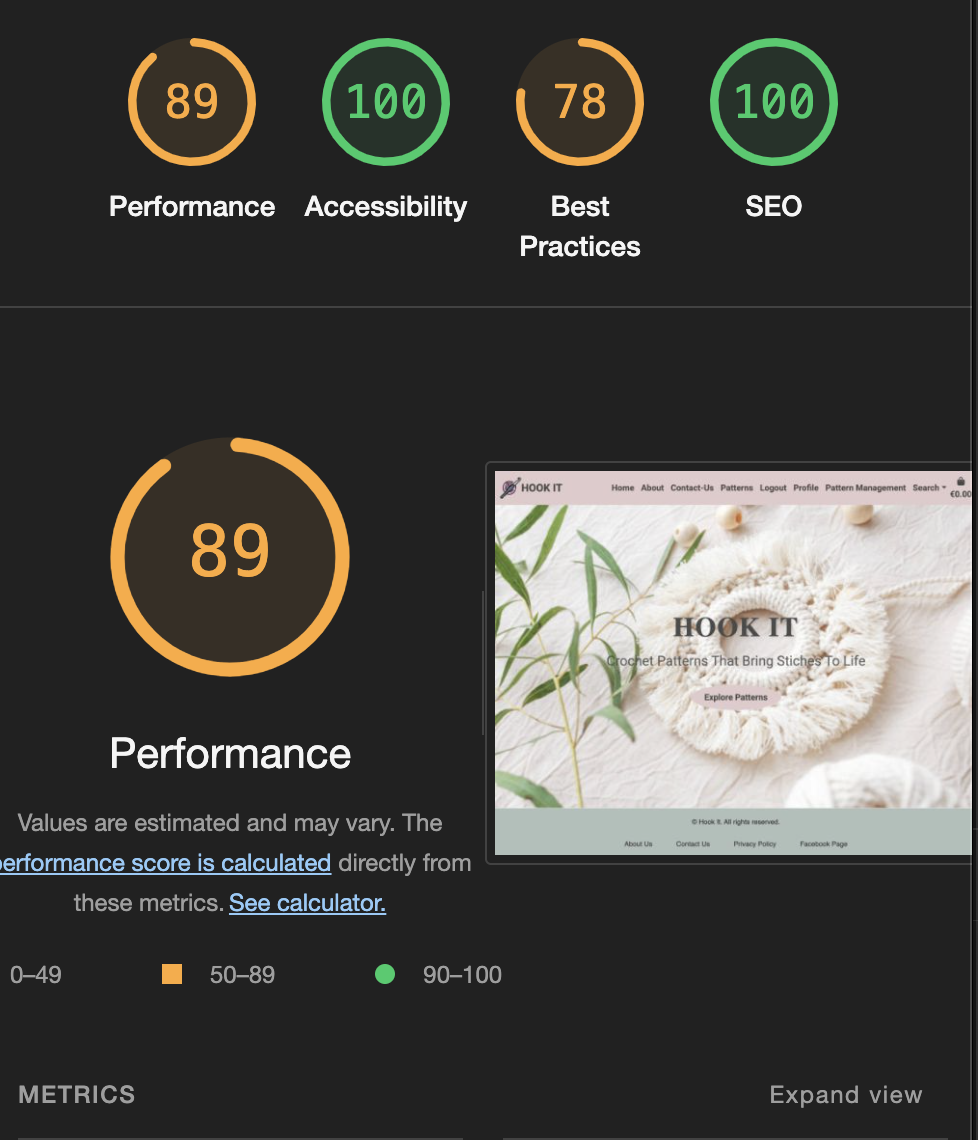 89
100
78
100
Performance
Accessibility
Best
Practices
SEO
89
Performance
Values are estimated and may vary. The
performance score is calculated directly from
these metrics. See calculator.
0–49
50–89
90–100
HOOK IT
Home About Contact-Us Patterns Logout Profile Pattern Management Search
€0.00
HOOK IT
Crochet Patterns That Bring Stiches To Life
Explore Patterns
© Hook It. All rights reserved.
About Us Contact Us Privacy Policy Facebook Page
METRICS
Expand view